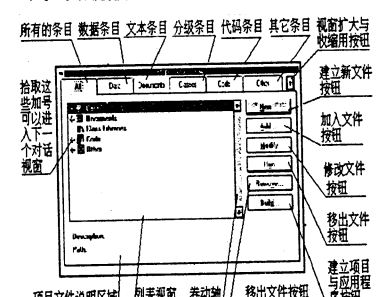 所有的条目 数据条目 文本条目 分级条目 代码条目 其它条目 视窗扩大与
收缩用按钮
All Data Documents Classes Code Other
建立新文件
按钮
拾取这
些加号
可以进
入下一
个对话
视窗
New
Documents
Class Libraries
Code
Other
加入文件
按钮
Add
Modify
修改文件
按钮
Remove...
移出文件
按钮
Build
Description:
Path:
建立项目
与应用程
序按钮
项目文件说明区域 列表视窗 卷动轴 移出文件按钮